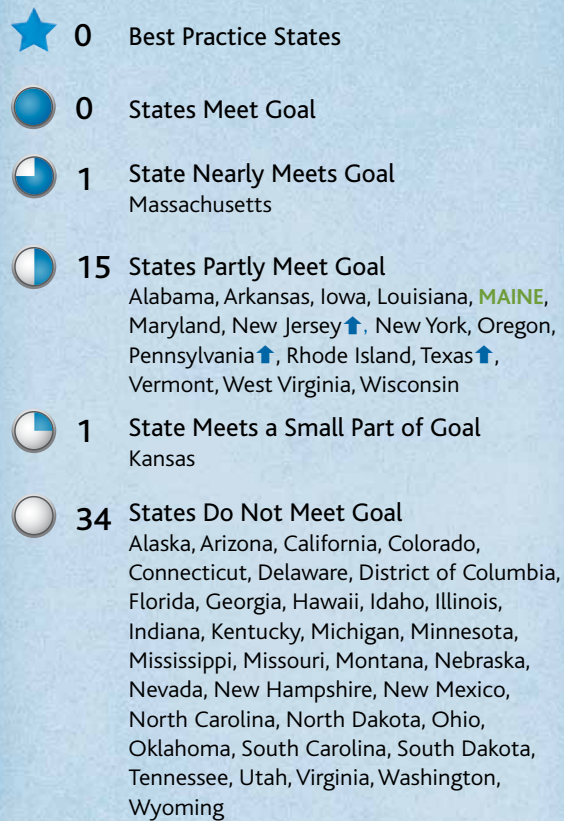 0 Best Practice States
0 States Meet Goal
1 State Nearly Meets Goal
Massachusetts
15 States Partly Meet Goal
Alabama, Arkansas, Iowa, Louisiana, MAINE,
Maryland, New Jersey⬆, New York, Oregon,
Pennsylvania⬆, Rhode Island, Texas⬆,
Vermont, West Virginia, Wisconsin
1 State Meets a Small Part of Goal
Kansas
34 States Do Not Meet Goal
Alaska, Arizona, California, Colorado,
Connecticut, Delaware, District of Columbia,
Florida, Georgia, Hawaii, Idaho, Illinois,
Indiana, Kentucky, Michigan, Minnesota,
Mississippi, Missouri, Montana, Nebraska,
Nevada, New Hampshire, New Mexico,
North Carolina, North Dakota, Ohio,
Oklahoma, South Carolina, South Dakota,
Tennessee, Utah, Virginia, Washington,
Wyoming